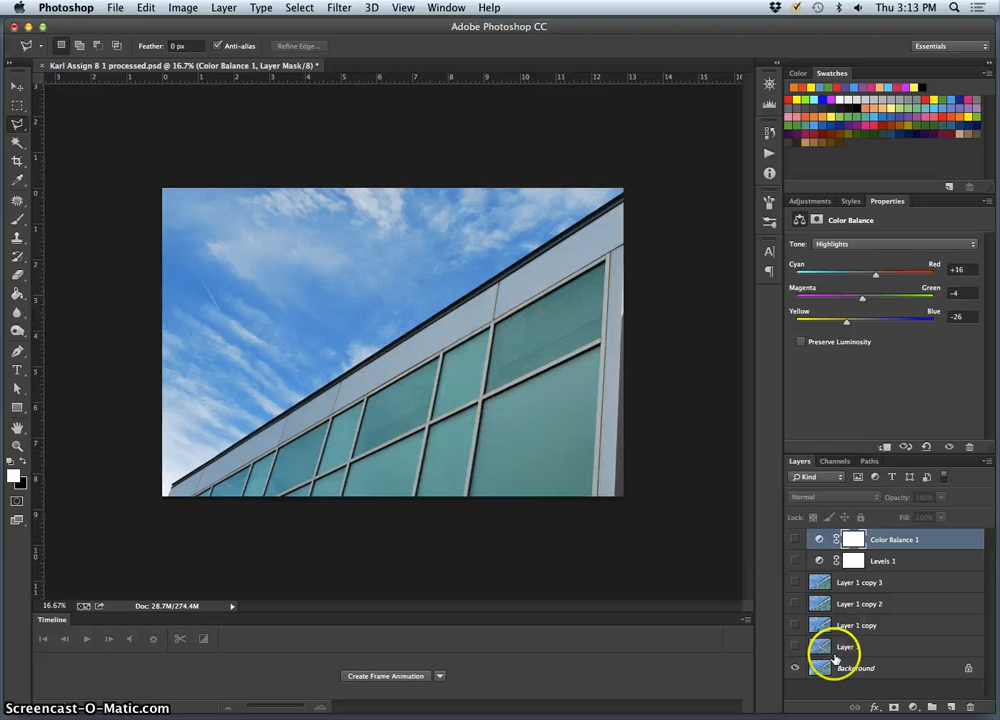 Photoshop File Edit Image Layer Type Select Filter 3D View Window Help Thu 3:13 PM
Adobe Photoshop CC
Feather: 0 px Anti-alias Refine Edge... Essentials
Karl Assign 8 1 processed.psd @ 16.7% (Color Balance 1, Layer Mask/8) *
Color Swatches
Adjustments Styles Properties
Color Balance
Tone: Highlights
Cyan Red +16
Magenta Green -4
Yellow Blue -26
Preserve Luminosity
Layers Channels Paths
Kind
Normal Opacity: 100%
Lock: Fill: 100%
Color Balance 1
Levels 1
Layer 1 copy 3
Layer 1 copy 2
Layer 1 copy
Layer
Background
16.67% Doc: 28.7M/274.4M
Timeline
Create Frame Animation
Screencast-O-Matic.com